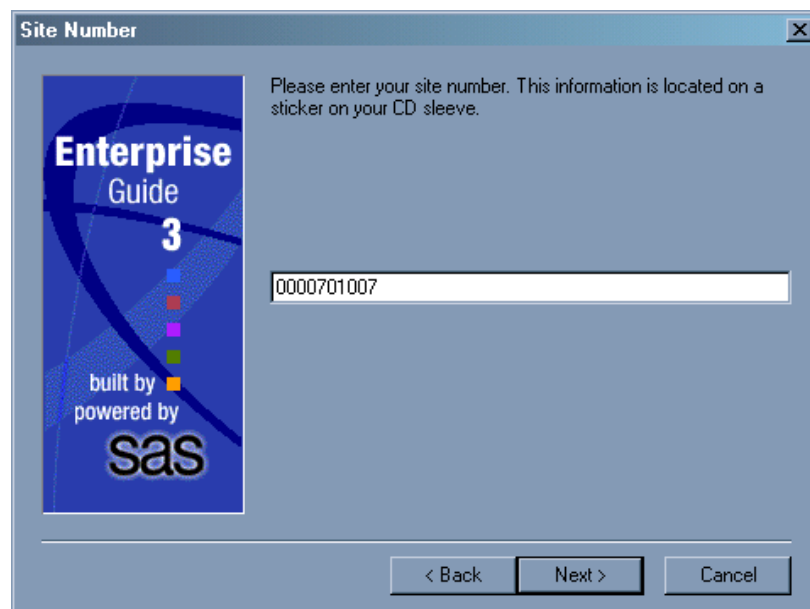 Site Number
Please enter your site number. This information is located on a
sticker on your CD sleeve.
Enterprise
Guide
3
built by
powered by
sas
0000701007
< Back
Next >
Cancel